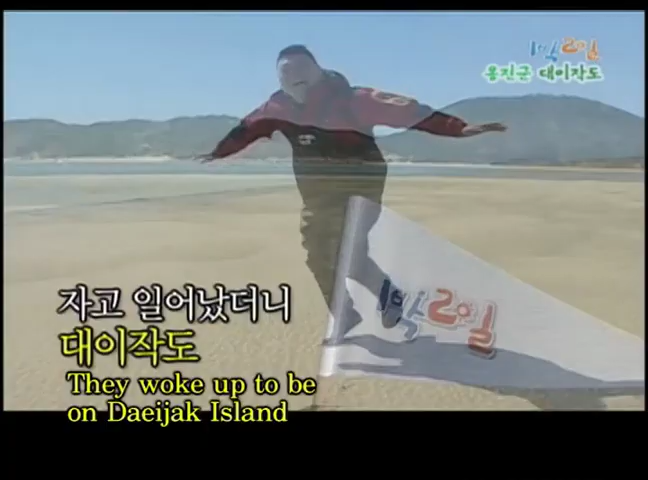 1박2일
옹진군 대이작도
1박2일
자고 일어났더니
대이작도
They woke up to be
on Daeijak Island